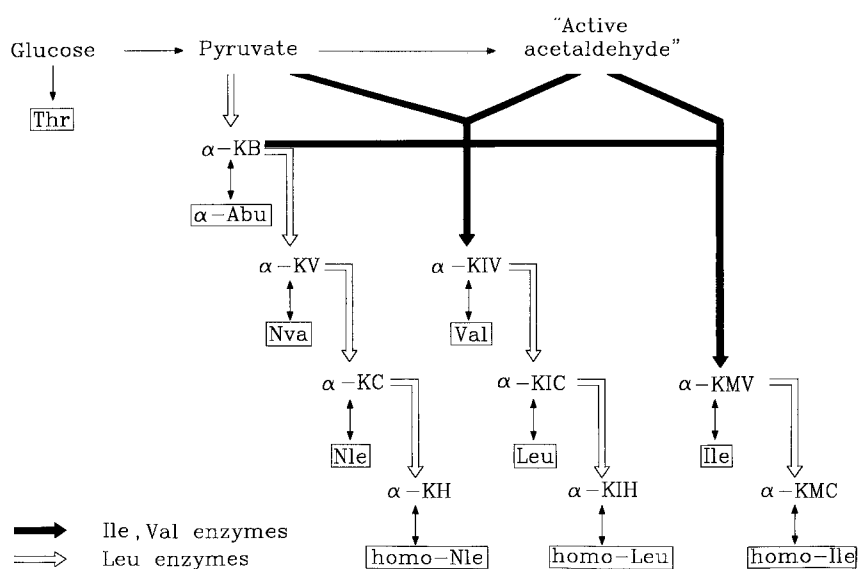 "Active
Glucose Pyruvate acetaldehyde"
Thr
α-KB
α-Abu
α-KV α-KIV
Nva Val
α-KC α-KIC α-KMV
Nle Leu Ile
α-KH α-KIH α-KMC
Ile, Val enzymes
Leu enzymes homo-Nle homo-Leu homo-Ile